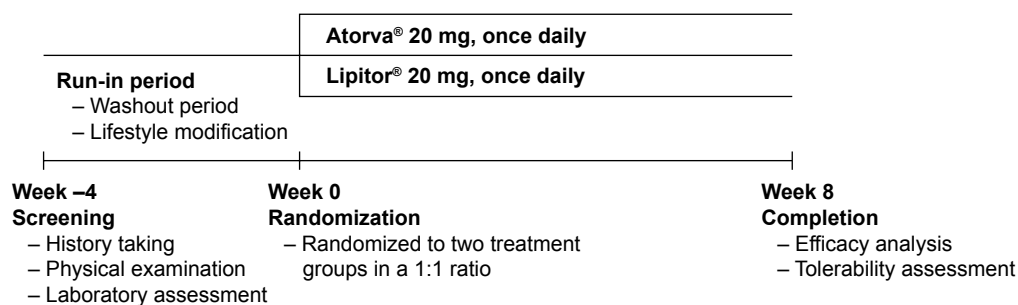 Atorva® 20 mg, once daily
Lipitor® 20 mg, once daily
Run-in period
– Washout period
– Lifestyle modification
Week –4
Screening
– History taking
– Physical examination
– Laboratory assessment
Week 0
Randomization
– Randomized to two treatment
groups in a 1:1 ratio
Week 8
Completion
– Efficacy analysis
– Tolerability assessment